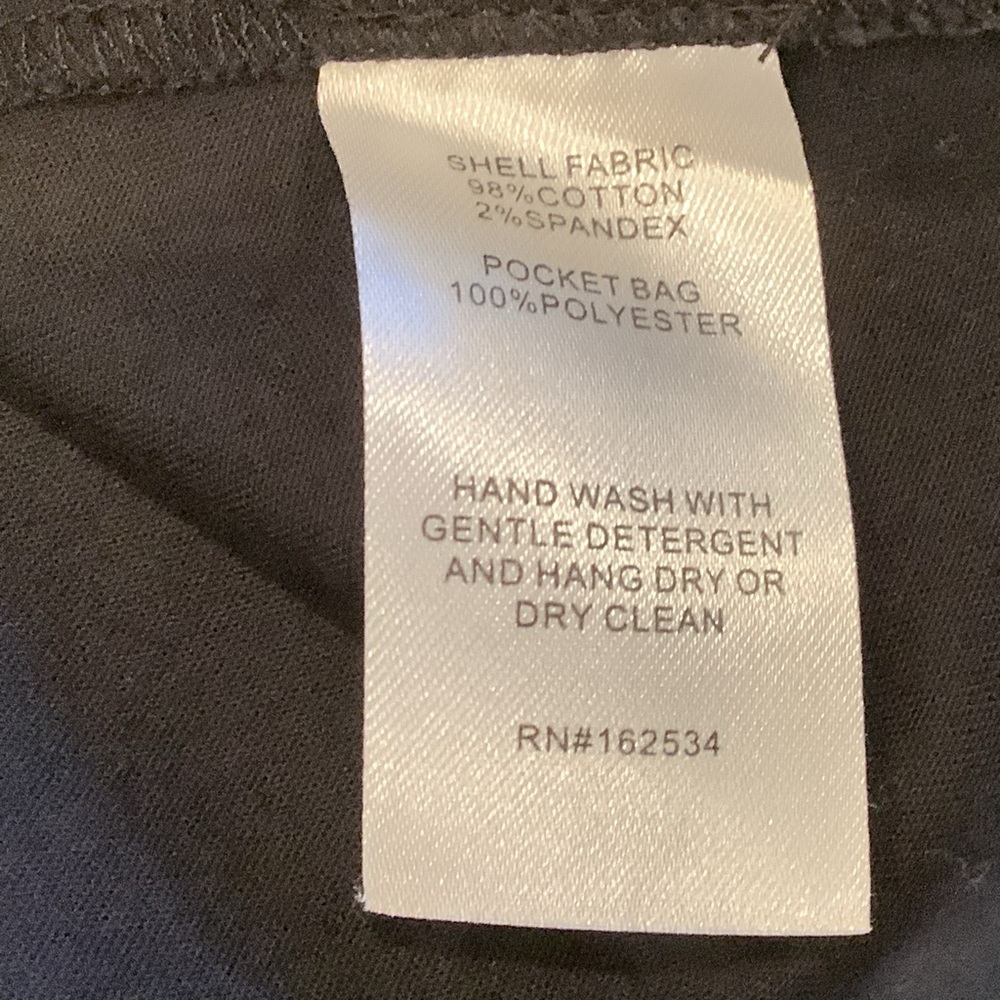 SHELL FABRIC
98%COTTON
2%SPANDEX
POCKET BAG
100%POLYESTER
HAND WASH WITH
GENTLE DETERGENT
AND HANG DRY OR
DRY CLEAN
RN#162534